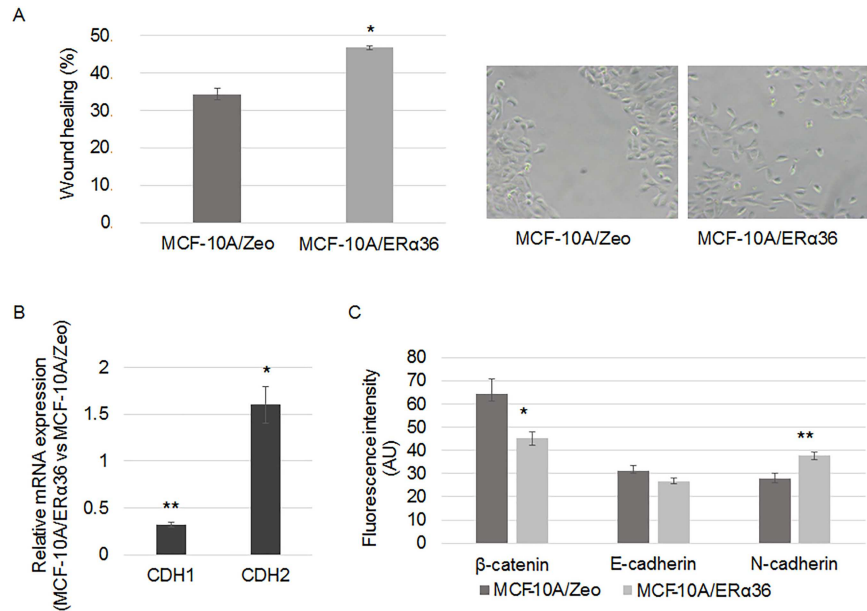 A
Wound healing (%)
50
40
30
20
10
0
*
MCF-10A/Zeo
MCF-10A/ERα36
MCF-10A/Zeo
MCF-10A/ERα36
B
Relative mRNA expression
(MCF-10A/ERα36 vs MCF-10A/Zeo)
2
1.5
1
0.5
0
**
*
CDH1
CDH2
C
Fluorescence intensity
(AU)
80
70
60
50
40
30
20
10
0
*
**
β-catenin
E-cadherin
N-cadherin
MCF-10A/Zeo
MCF-10A/ERα36